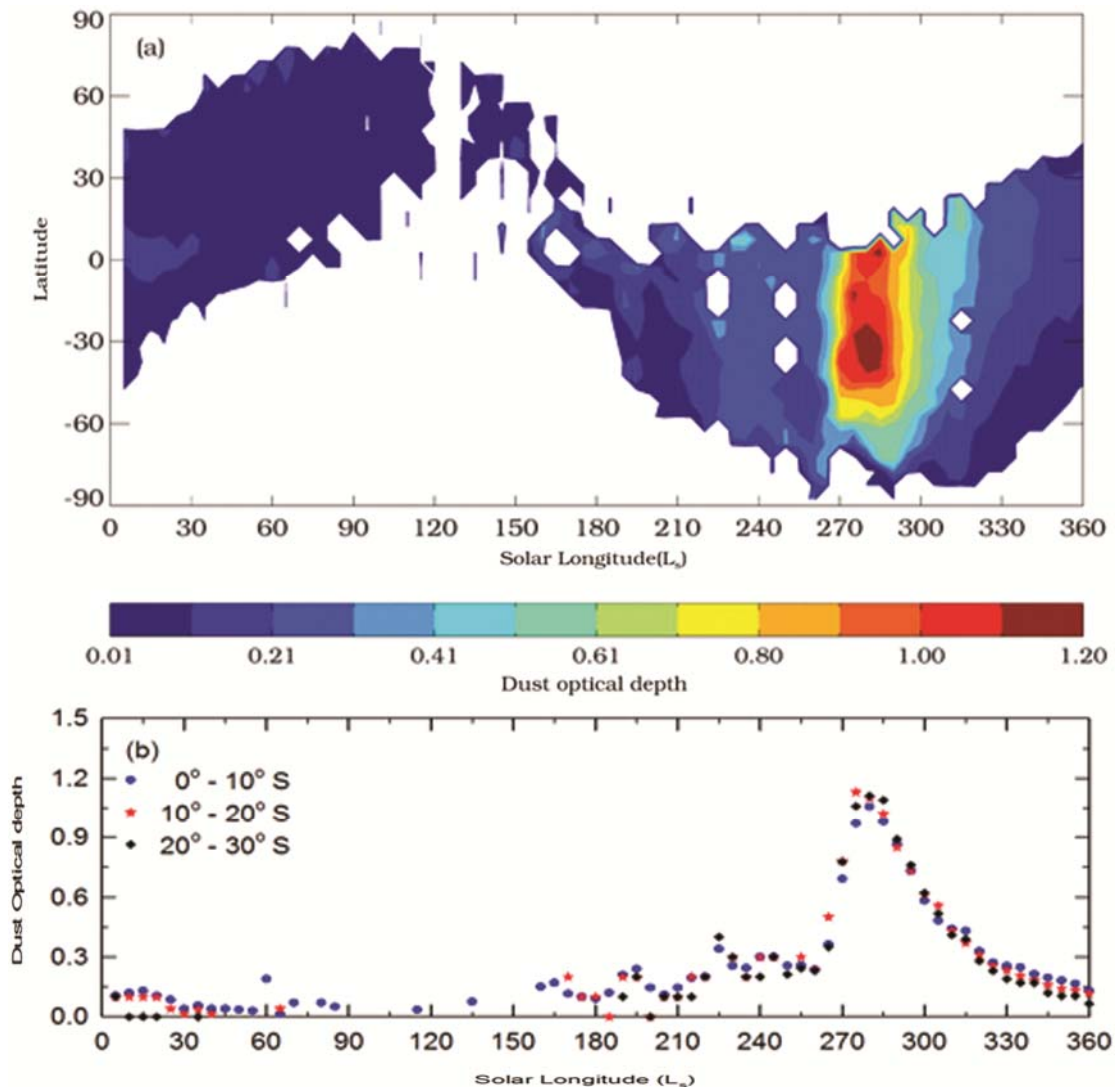 (a)
90
60
30
0
-30
-60
-90
Latitude
0 30 60 90 120 150 180 210 240 270 300 330 360
Solar Longitude(Ls)
0.01 0.21 0.41 0.61 0.80 1.00 1.20
Dust optical depth
(b)
0° - 10° S
10° - 20° S
20° - 30° S
1.5
1.2
0.9
0.6
0.3
0.0
Dust Optical depth
0 30 60 90 120 150 180 210 240 270 300 330 360
Solar Longitude (Ls)